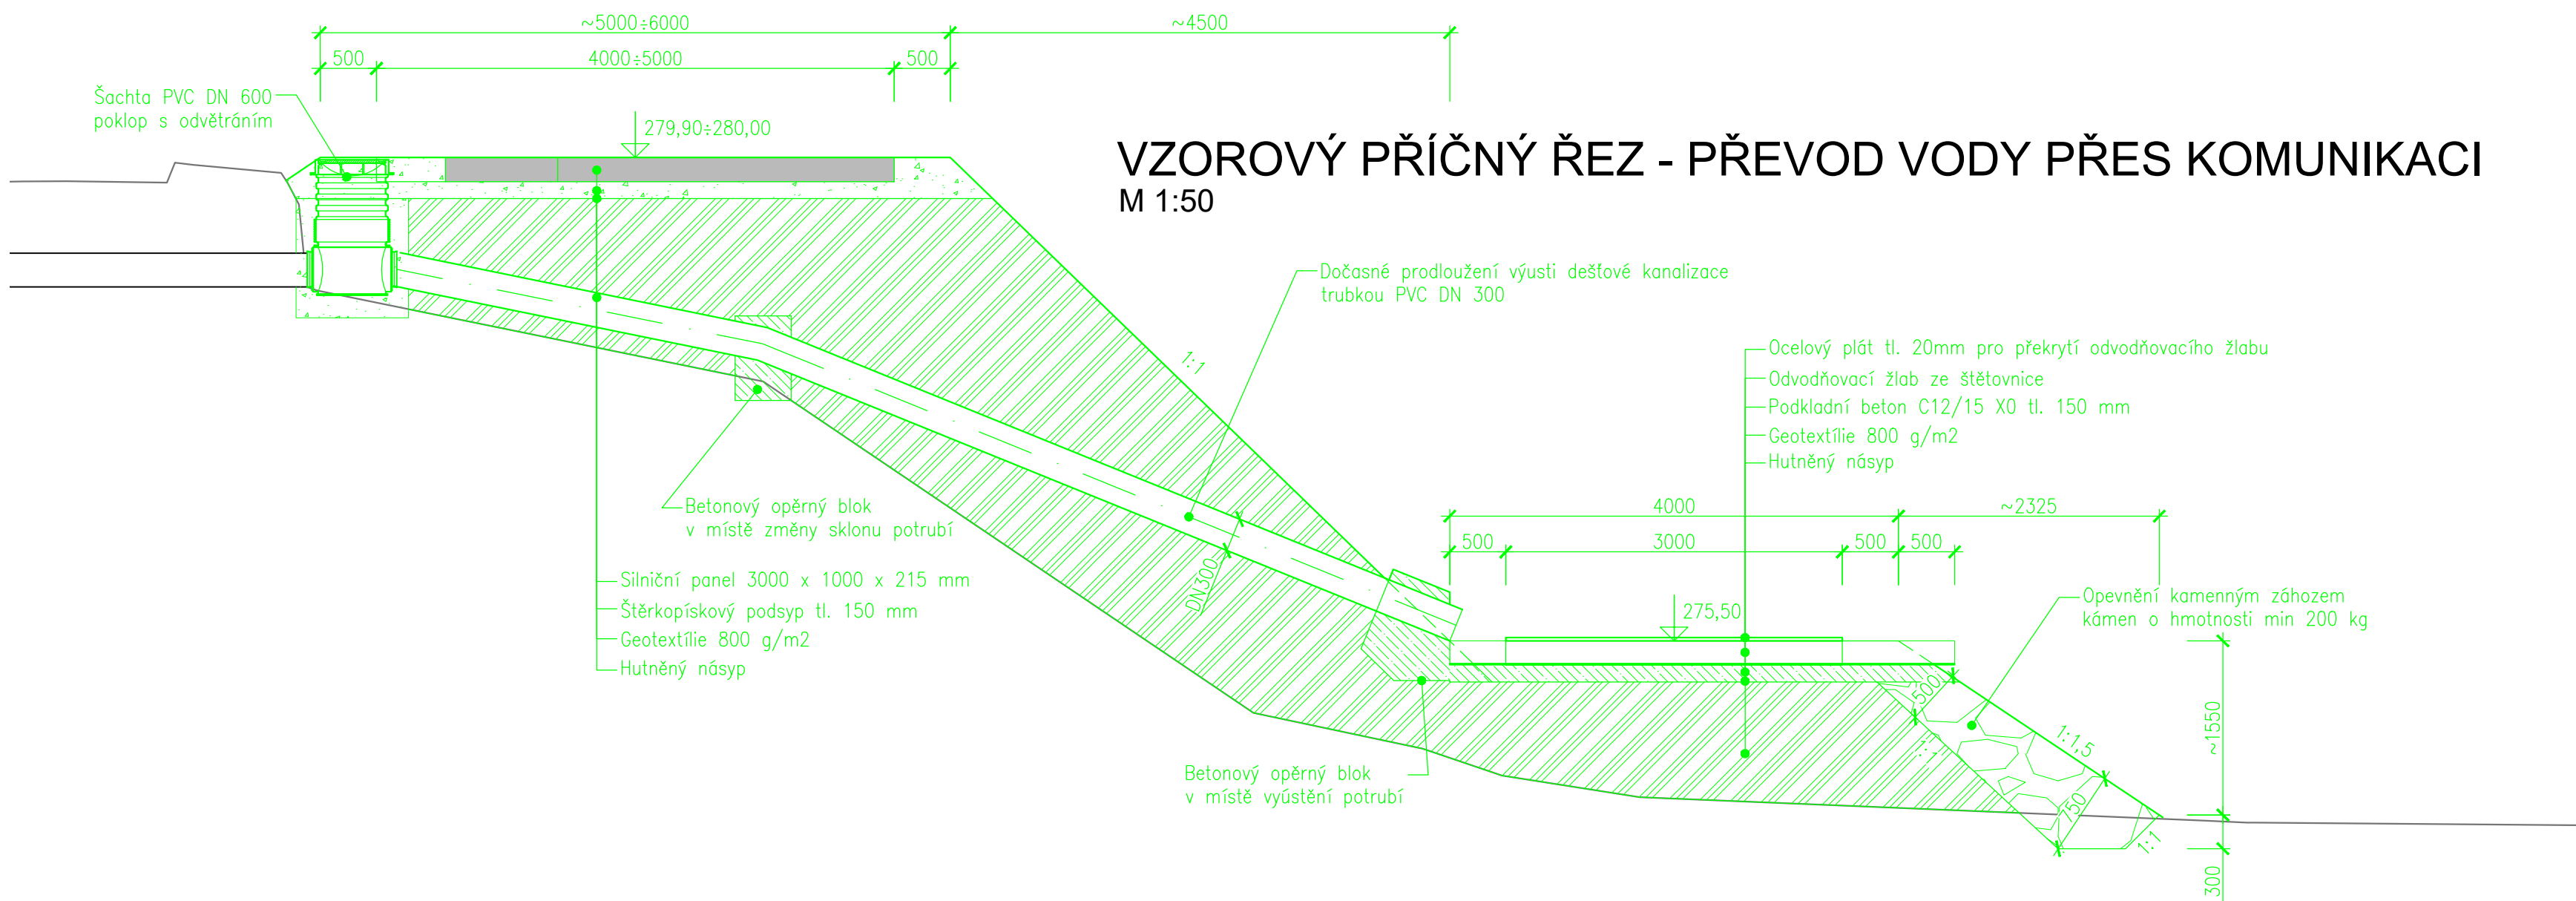 ~5000÷6000
~4500
500
4000÷5000
500
Šachta PVC DN 600
poklop s odvětráním
279,90÷280,00
VZOROVÝ PŘÍČNÝ ŘEZ - PŘEVOD VODY PŘES KOMUNIKACI
M 1:50
Dočasné prodloužení výusti dešťové kanalizace
trubkou PVC DN 300
1:1
Ocelový plát tl. 20mm pro překrytí odvodňovacího žlabu
Odvodňovací žlab ze štětovnice
Podkladní beton C12/15 X0 tl. 150 mm
Geotextílie 800 g/m2
Hutněný násyp
Betonový opěrný blok
v místě změny sklonu potrubí
4000
~2325
500
3000
500
500
Silniční panel 3000 x 1000 x 215 mm
Štěrkopískový podsyp tl. 150 mm
Geotextílie 800 g/m2
Hutněný násyp
DN300
275,50
Opevnění kamenným záhozem
kámen o hmotnosti min 200 kg
500
1:1
1:1,5
~1550
Betonový opěrný blok
v místě vyústění potrubí
750
1:1
300